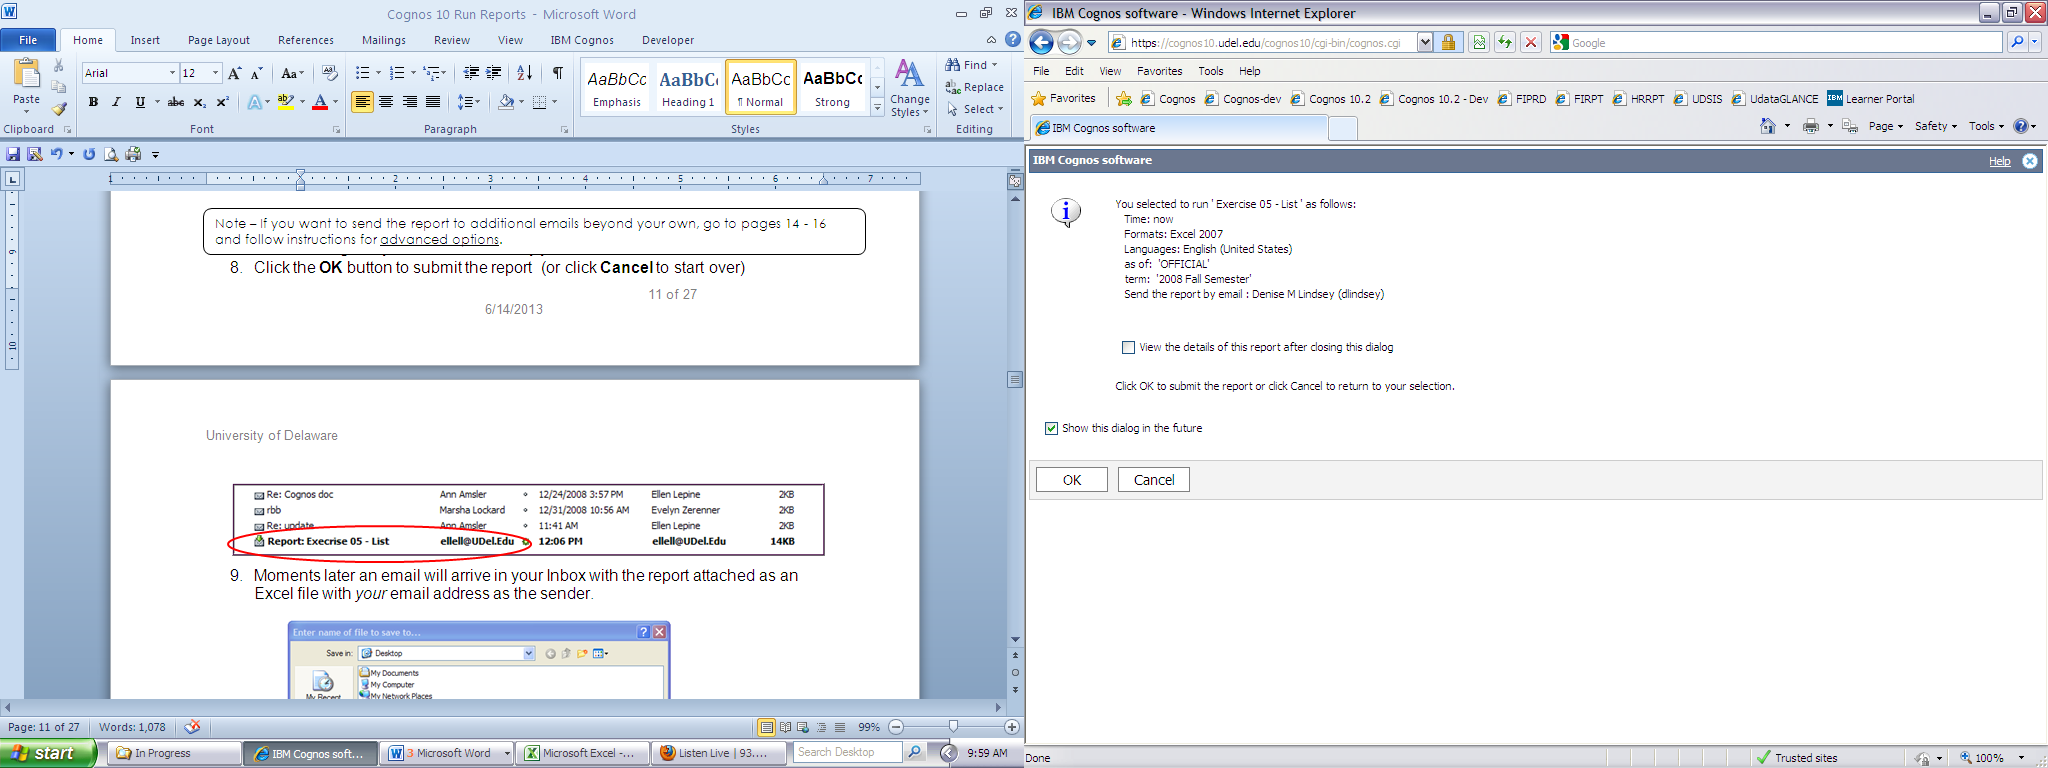 Cognos 10 Run Reports - Microsoft Word
File Home Insert Page Layout References Mailings Review View IBM Cognos Developer
Paste
Clipboard
Arial 12
Font
Paragraph
AaBbCc AaBbCc AaBbCc AaBbCc
Emphasis Heading 1 ¶ Normal Strong
Styles
Change Styles
Find
Replace
Select
Editing
1 2 3 4 5 6 7
Note – If you want to send the report to additional emails beyond your own, go to pages 14 - 16
and follow instructions for advanced options.
8. Click the OK button to submit the report (or click Cancel to start over)
11 of 27
6/14/2013
University of Delaware
Re: Cognos doc Ann Amsler 12/24/2008 3:57 PM Ellen Lepine 2KB
rbb Marsha Lockard 12/31/2008 10:56 AM Evelyn Zerenner 2KB
Re: update Ann Amsler 11:41 AM Ellen Lepine 2KB
Report: Execrise 05 - List ellell@UDel.Edu 12:06 PM ellell@UDel.Edu 14KB
9. Moments later an email will arrive in your Inbox with the report attached as an
Excel file with your email address as the sender.
Enter name of file to save to...
Save in: Desktop
My Recent
My Documents
My Computer
My Network Places
Page: 11 of 27 Words: 1,078 99%
start In Progress IBM Cognos soft... 3 Microsoft Word Microsoft Excel -... Listen Live | 93.... Search Desktop 9:59 AM
IBM Cognos software - Windows Internet Explorer
https://cognos10.udel.edu/cognos10/cgi-bin/cognos.cgi Google
File Edit View Favorites Tools Help
Favorites Cognos Cognos-dev Cognos 10.2 Cognos 10.2 - Dev FIPRD FIRPT HRRPT UDSIS UdataGLANCE IBM Learner Portal
IBM Cognos software Page Safety Tools
IBM Cognos software Help
You selected to run ' Exercise 05 - List ' as follows:
Time: now
Formats: Excel 2007
Languages: English (United States)
as of: 'OFFICIAL'
term: '2008 Fall Semester'
Send the report by email : Denise M Lindsey (dlindsey)
View the details of this report after closing this dialog
Click OK to submit the report or click Cancel to return to your selection.
Show this dialog in the future
OK Cancel
Done Trusted sites 100%